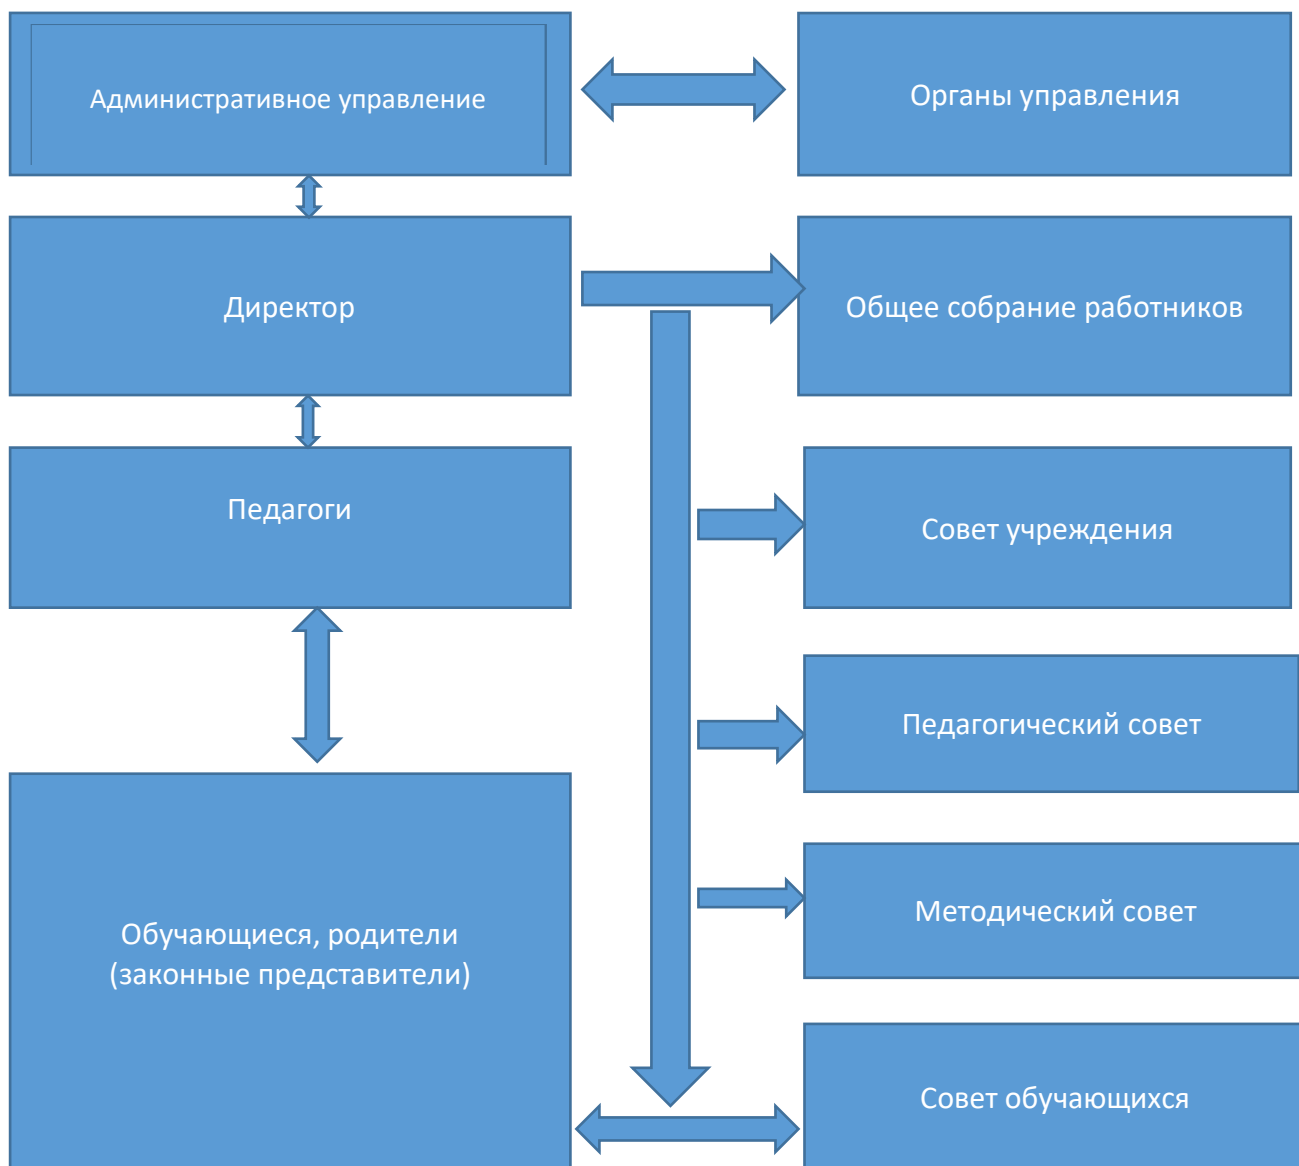 Административное управление
Органы управления
Директор
Общее собрание работников
Педагоги
Совет учреждения
Педагогический совет
Обучающиеся, родители
(законные представители)
Методический совет
Совет обучающихся